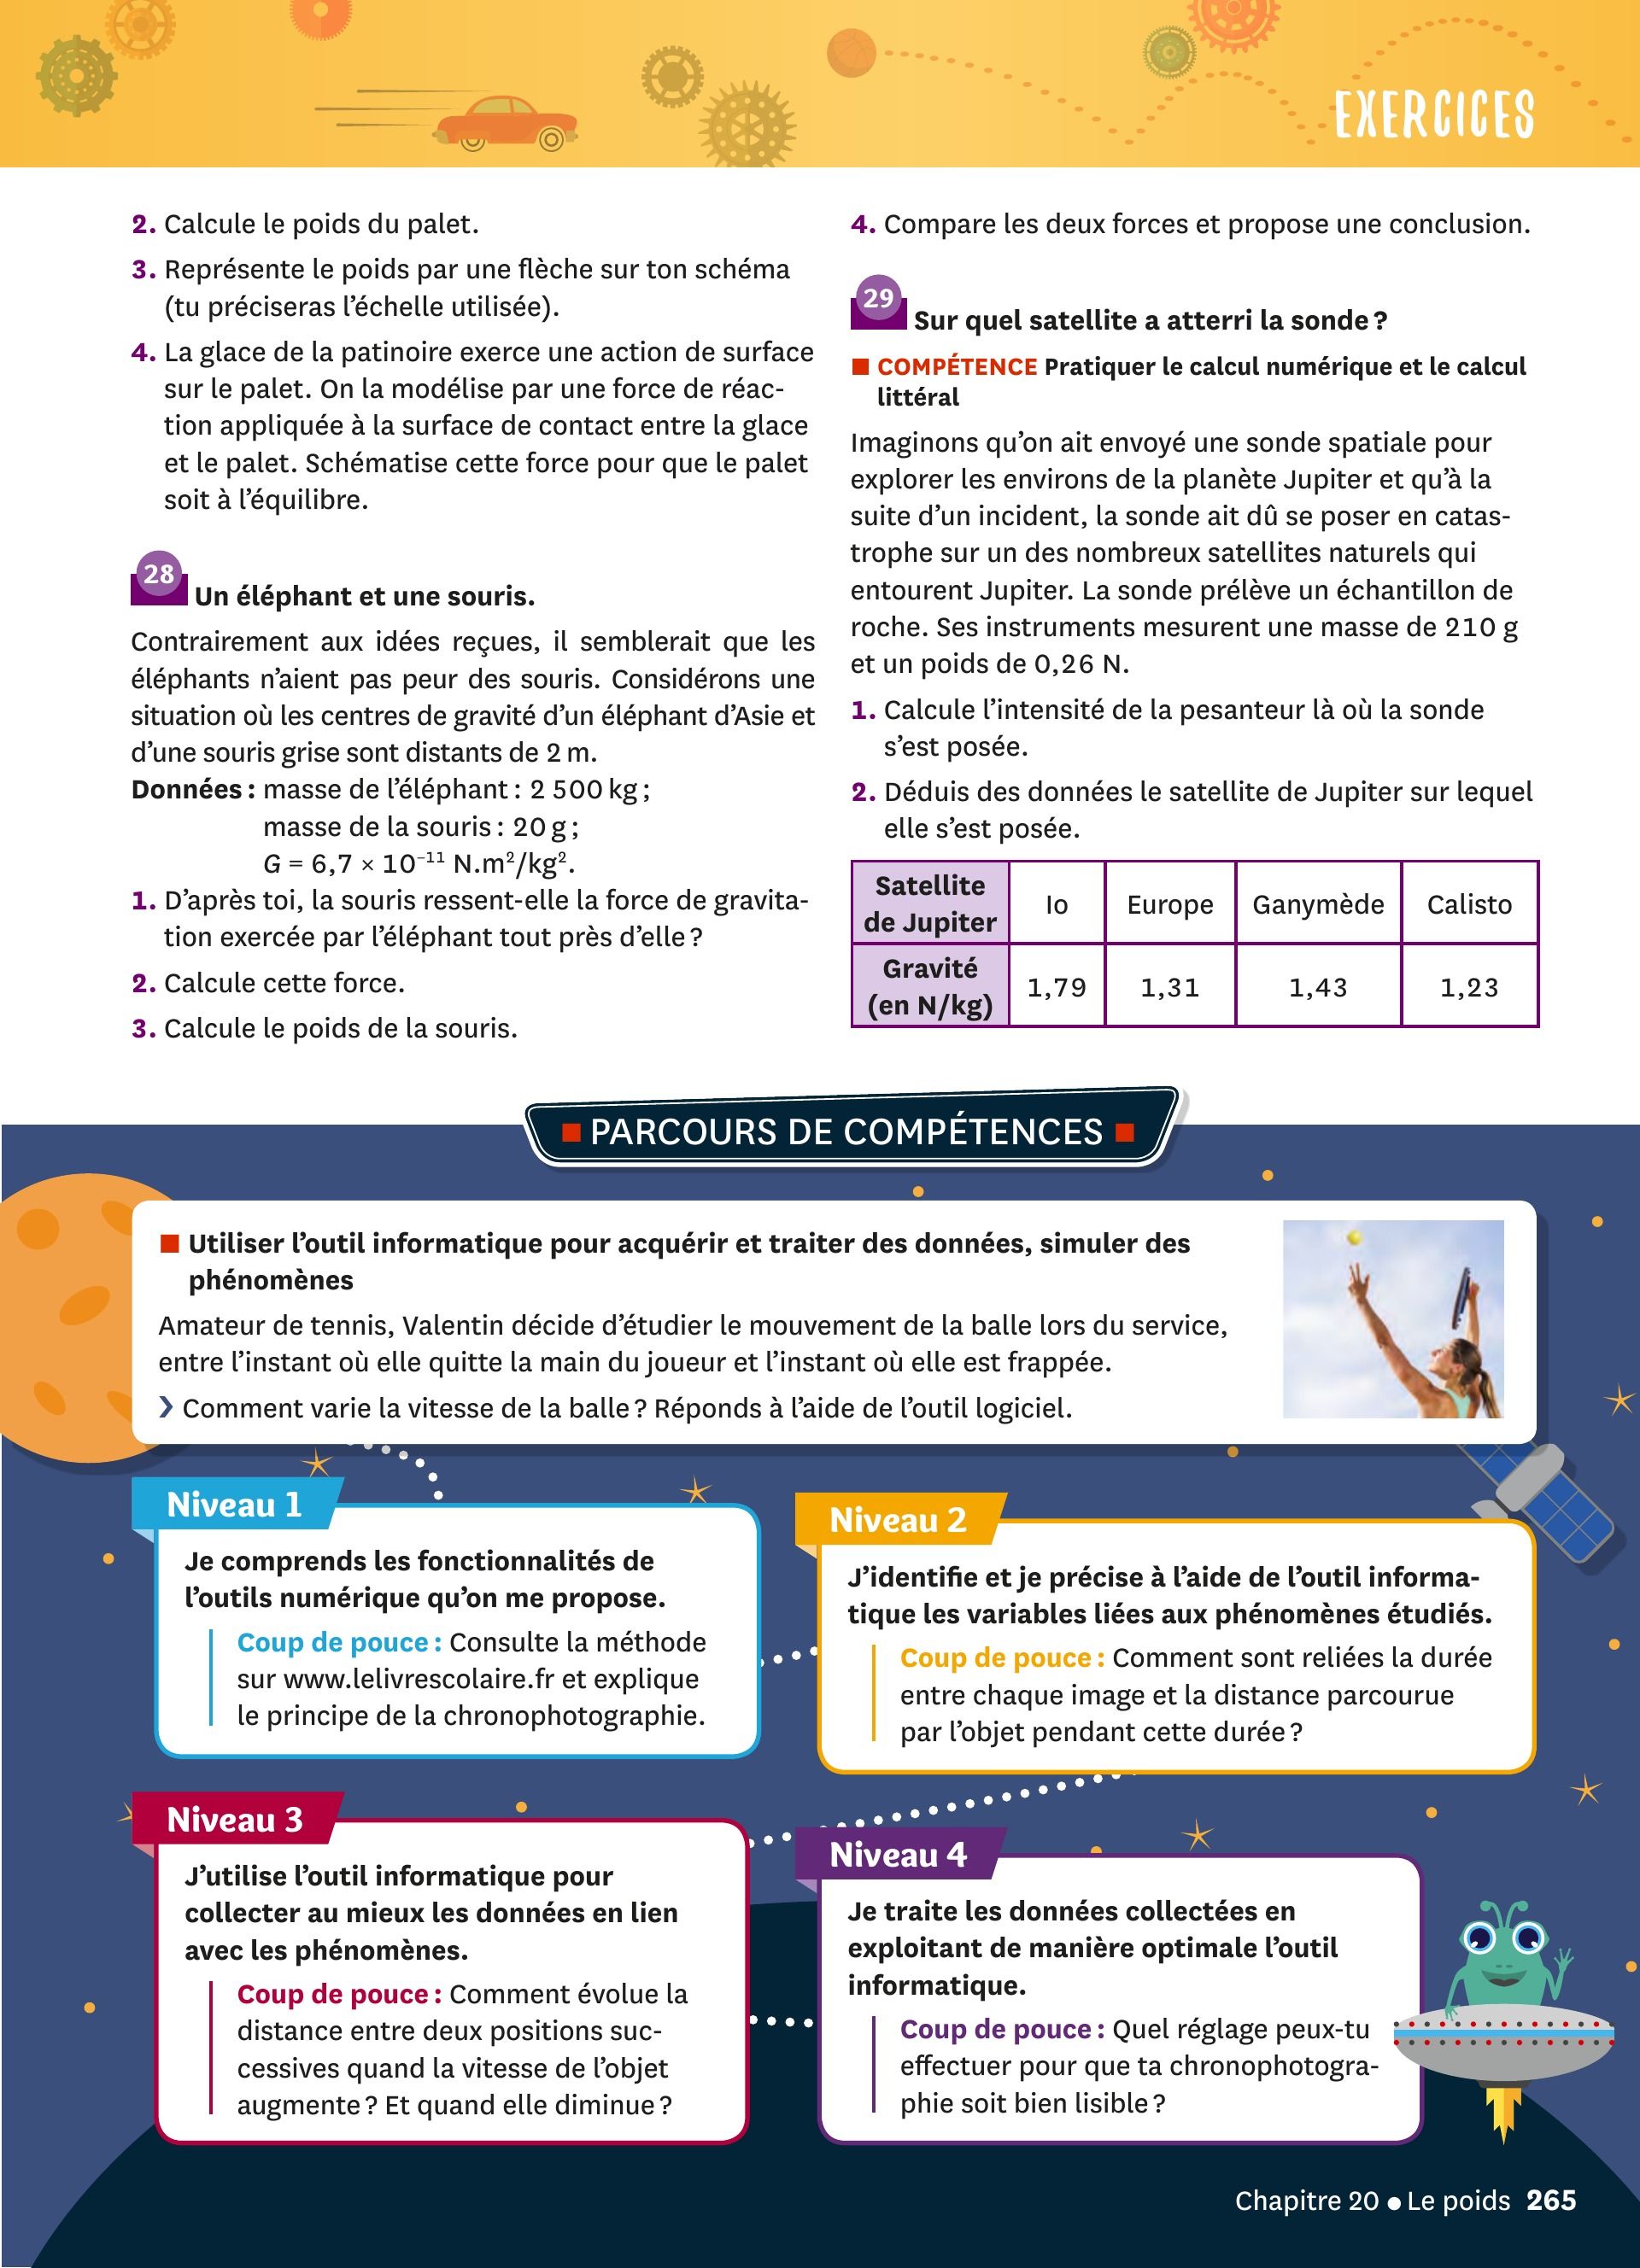 EXERCICES
2. Calcule le poids du palet.
3. Représente le poids par une flèche sur ton schéma
(tu préciseras l’échelle utilisée).
4. La glace de la patinoire exerce une action de surface
sur le palet. On la modélise par une force de réac-
tion appliquée à la surface de contact entre la glace
et le palet. Schématise cette force pour que le palet
soit à l’équilibre.
28 Un éléphant et une souris.
Contrairement aux idées reçues, il semblerait que les
éléphants n’aient pas peur des souris. Considérons une
situation où les centres de gravité d’un éléphant d’Asie et
d’une souris grise sont distants de 2 m.
Données : masse de l’éléphant : 2 500 kg ;
masse de la souris : 20 g ;
G = 6,7 × 10⁻¹¹ N.m²/kg².
1. D’après toi, la souris ressent-elle la force de gravita-
tion exercée par l’éléphant tout près d’elle ?
2. Calcule cette force.
3. Calcule le poids de la souris.
4. Compare les deux forces et propose une conclusion.
29 Sur quel satellite a atterri la sonde ?
COMPÉTENCE Pratiquer le calcul numérique et le calcul
littéral
Imaginons qu’on ait envoyé une sonde spatiale pour
explorer les environs de la planète Jupiter et qu’à la
suite d’un incident, la sonde ait dû se poser en catas-
trophe sur un des nombreux satellites naturels qui
entourent Jupiter. La sonde prélève un échantillon de
roche. Ses instruments mesurent une masse de 210 g
et un poids de 0,26 N.
1. Calcule l’intensité de la pesanteur là où la sonde
s’est posée.
2. Déduis des données le satellite de Jupiter sur lequel
elle s’est posée.
Satellite
de Jupiter
Io Europe Ganymède Calisto
Gravité
(en N/kg)
1,79 1,31 1,43 1,23
PARCOURS DE COMPÉTENCES
Utiliser l’outil informatique pour acquérir et traiter des données, simuler des
phénomènes
Amateur de tennis, Valentin décide d’étudier le mouvement de la balle lors du service,
entre l’instant où elle quitte la main du joueur et l’instant où elle est frappée.
❯ Comment varie la vitesse de la balle ? Réponds à l’aide de l’outil logiciel.
Niveau 1
Je comprends les fonctionnalités de
l’outils numérique qu’on me propose.
Coup de pouce : Consulte la méthode
sur www.lelivrescolaire.fr et explique
le principe de la chronophotographie.
Niveau 2
J’identifie et je précise à l’aide de l’outil informa-
tique les variables liées aux phénomènes étudiés.
Coup de pouce : Comment sont reliées la durée
entre chaque image et la distance parcourue
par l’objet pendant cette durée ?
Niveau 3
J’utilise l’outil informatique pour
collecter au mieux les données en lien
avec les phénomènes.
Coup de pouce : Comment évolue la
distance entre deux positions suc-
cessives quand la vitesse de l’objet
augmente ? Et quand elle diminue ?
Niveau 4
Je traite les données collectées en
exploitant de manière optimale l’outil
informatique.
Coup de pouce : Quel réglage peux-tu
effectuer pour que ta chronophotogra-
phie soit bien lisible ?
Chapitre 20 ● Le poids 265